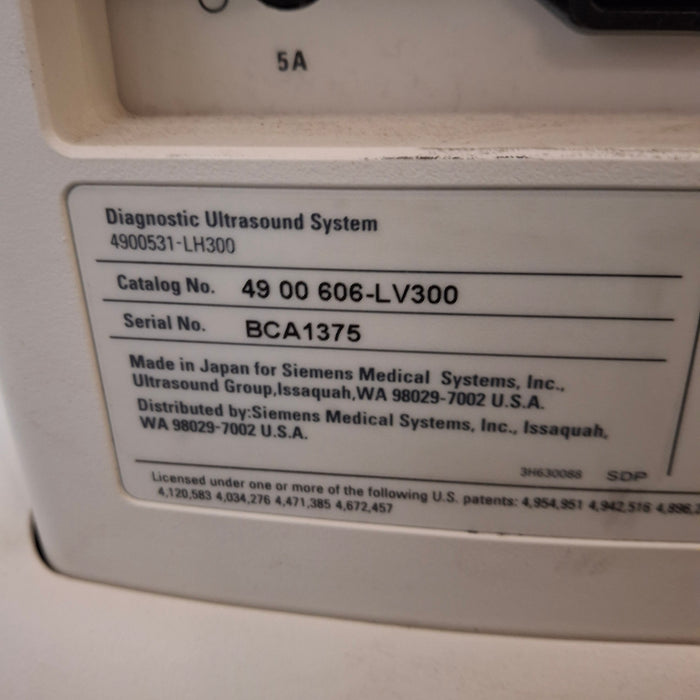 5A
Diagnostic Ultrasound System
4900531-LH300
Catalog No. 49 00 606-LV300
Serial No. BCA1375
Made in Japan for Siemens Medical Systems, Inc.,
Ultrasound Group,Issaquah,WA 98029-7002 U.S.A.
Distributed by:Siemens Medical Systems, Inc., Issaquah,
WA 98029-7002 U.S.A.
3H630088 SDP
Licensed under one or more of the following U.S. patents: 4,954,951 4,942,516
4,120,583 4,034,276 4,471,385 4,672,457